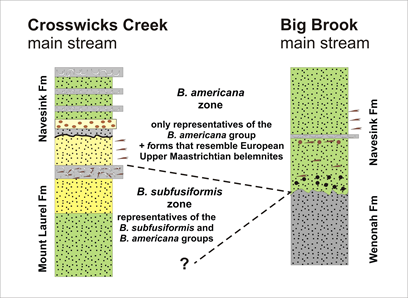 Crosswicks Creek
main stream
Big Brook
main stream
Navesink Fm
Mount Laurel Fm
B. americana
zone
only representatives of the
B. americana group
+ forms that resemble European
Upper Maastrichtian belemnites
B. subfusiformis
zone
representatives of the
B. subfusiformis and
B. americana groups
?
Navesink Fm
Wenonah Fm